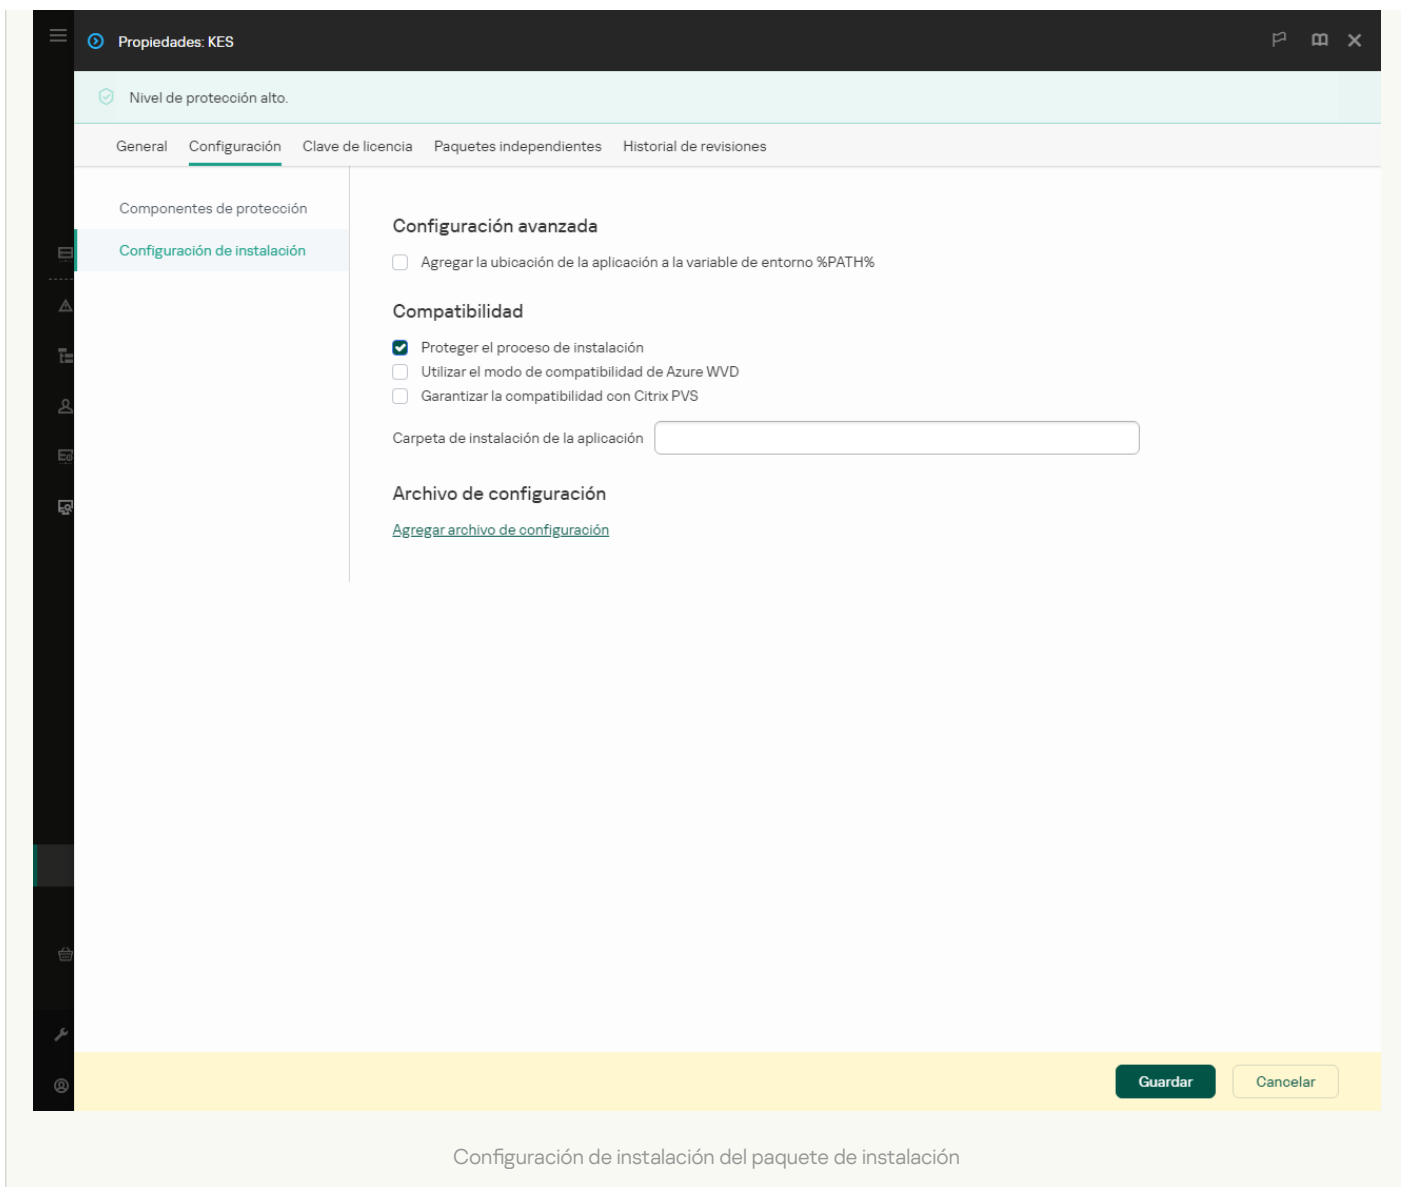 Propiedades: KES
Nivel de protección alto.
General Configuración Clave de licencia Paquetes independientes Historial de revisiones
Componentes de protección
Configuración de instalación
Configuración avanzada
Agregar la ubicación de la aplicación a la variable de entorno %PATH%
Compatibilidad
Proteger el proceso de instalación
Utilizar el modo de compatibilidad de Azure WVD
Garantizar la compatibilidad con Citrix PVS
Carpeta de instalación de la aplicación
Archivo de configuración
Agregar archivo de configuración
Guardar Cancelar
Configuración de instalación del paquete de instalación